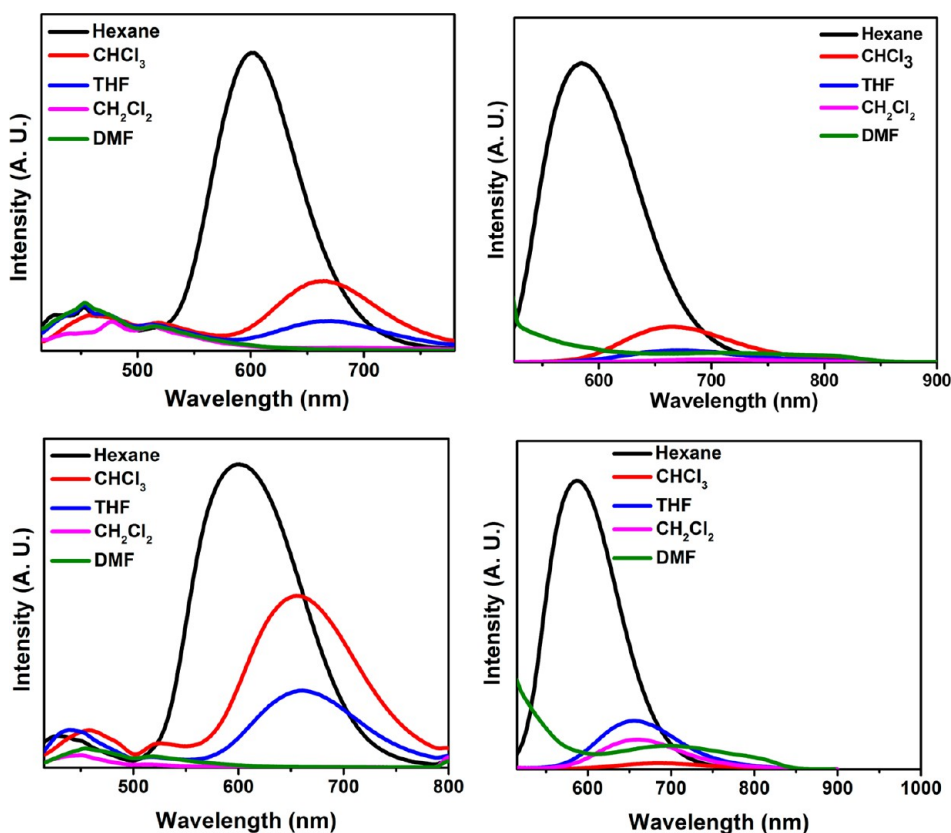 Hexane
CHCl₃
THF
CH₂Cl₂
DMF
Intensity (A. U.)
500 600 700
Wavelength (nm)
Hexane
CHCl3
THF
CH₂Cl₂
DMF
Intensity (A. U.)
600 700 800 900
Wavelength (nm)
Hexane
CHCl₃
THF
CH₂Cl₂
DMF
Intensity (A. U.)
500 600 700 800
Wavelength (nm)
Hexane
CHCl₃
THF
CH₂Cl₂
DMF
Intensity (A. U.)
600 700 800 900 1000
Wavelength (nm)